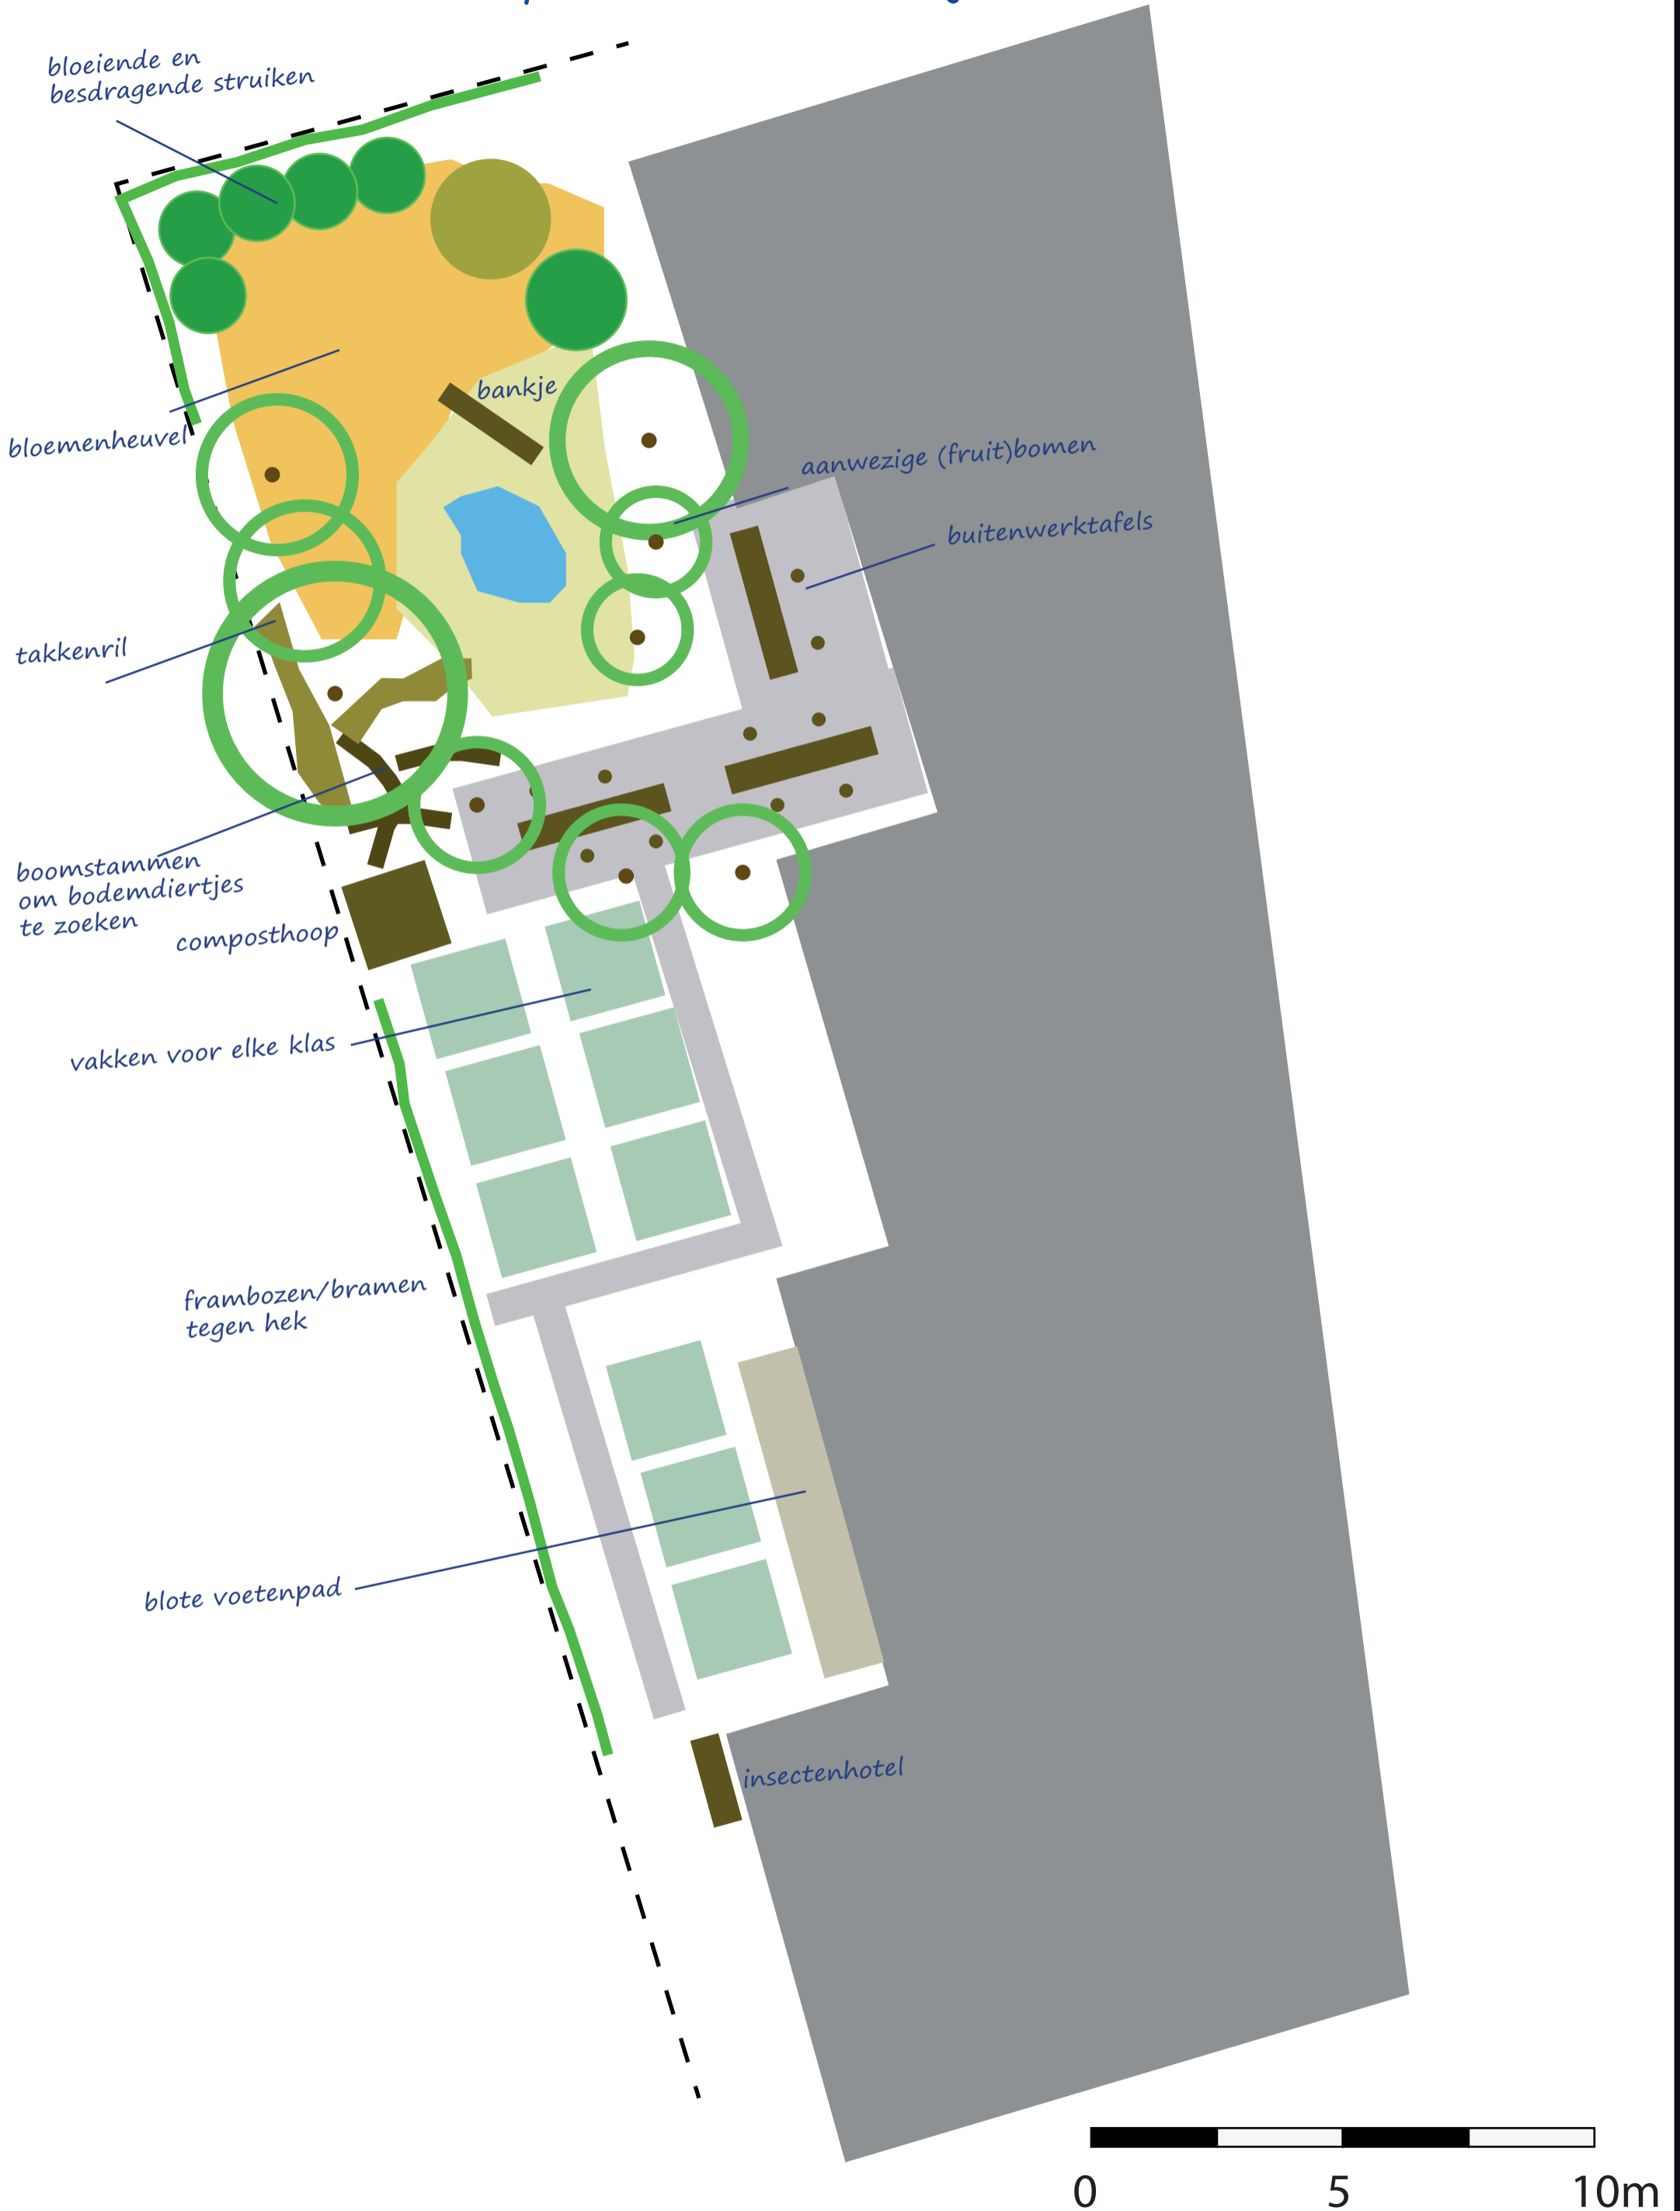 bloeiende en
besdragende struiken
bankje
bloemenheuvel
aanwezige (fruit)bomen
buitenwerktafels
takkenril
boomstammen
om bodemdiertjes
te zoeken
composthoop
vakken voor elke klas
frambozen/bramen
tegen hek
blote voetenpad
insectenhotel
0 5 10m